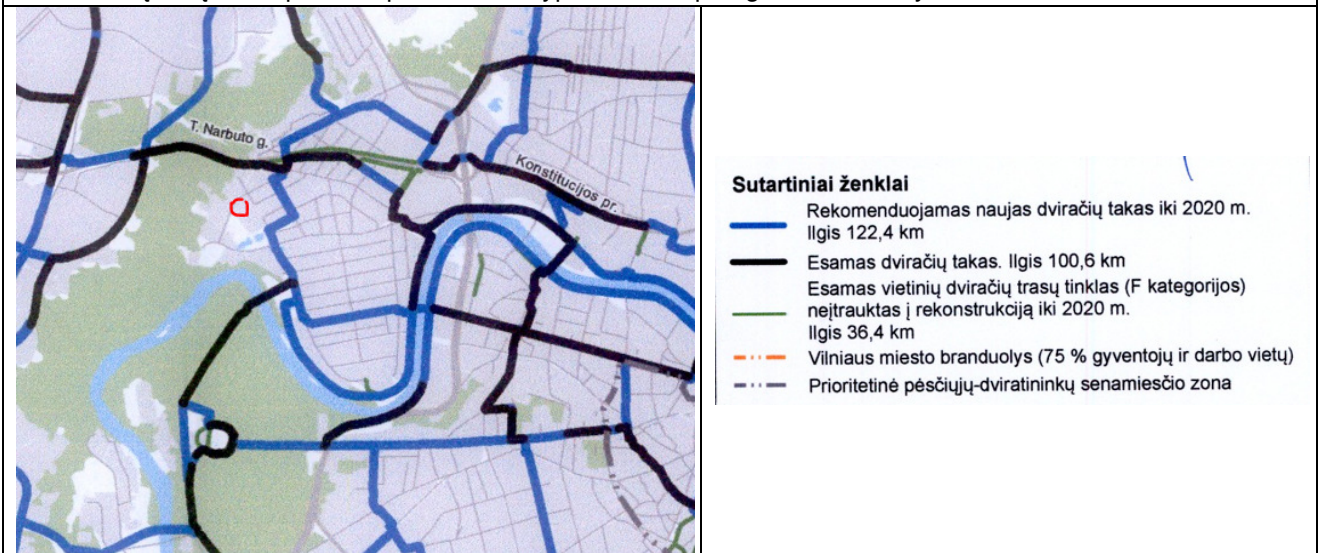 T. Narbuto g.
Konstitucijos pr.
Sutartiniai ženklai
Rekomenduojamas naujas dviračių takas iki 2020 m.
Ilgis 122,4 km
Esamas dviračių takas. Ilgis 100,6 km
Esamas vietinių dviračių trasų tinklas (F kategorijos)
neįtrauktas į rekonstrukciją iki 2020 m.
Ilgis 36,4 km
Vilniaus miesto branduolys (75 % gyventojų ir darbo vietų)
Prioritetinė pėsčiųjų-dviratininkų senamiesčio zona